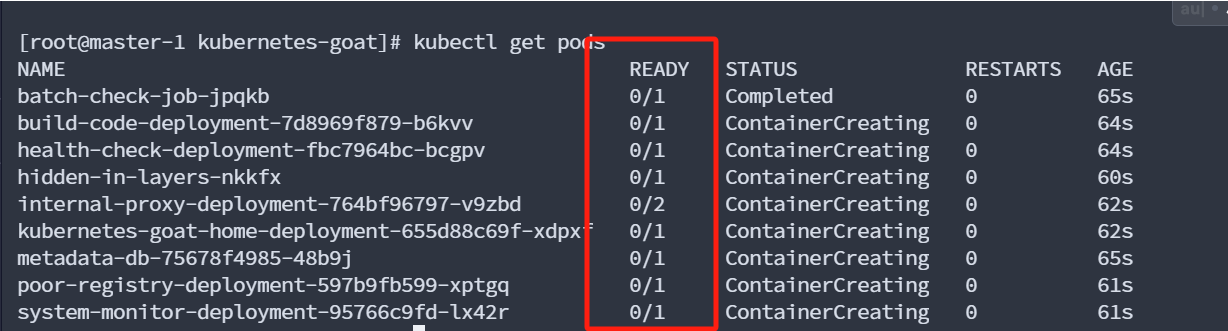 au
[root@master-1 kubernetes-goat]# kubectl get pods
NAME READY STATUS RESTARTS AGE
batch-check-job-jpqkb 0/1 Completed 0 65s
build-code-deployment-7d8969f879-b6kvv 0/1 ContainerCreating 0 64s
health-check-deployment-fbc7964bc-bcgpv 0/1 ContainerCreating 0 64s
hidden-in-layers-nkkfx 0/1 ContainerCreating 0 60s
internal-proxy-deployment-764bf96797-v9zbd 0/2 ContainerCreating 0 62s
kubernetes-goat-home-deployment-655d88c69f-xdpxf 0/1 ContainerCreating 0 62s
metadata-db-75678f4985-48b9j 0/1 ContainerCreating 0 65s
poor-registry-deployment-597b9fb599-xptgq 0/1 ContainerCreating 0 61s
system-monitor-deployment-95766c9fd-lx42r 0/1 ContainerCreating 0 61s